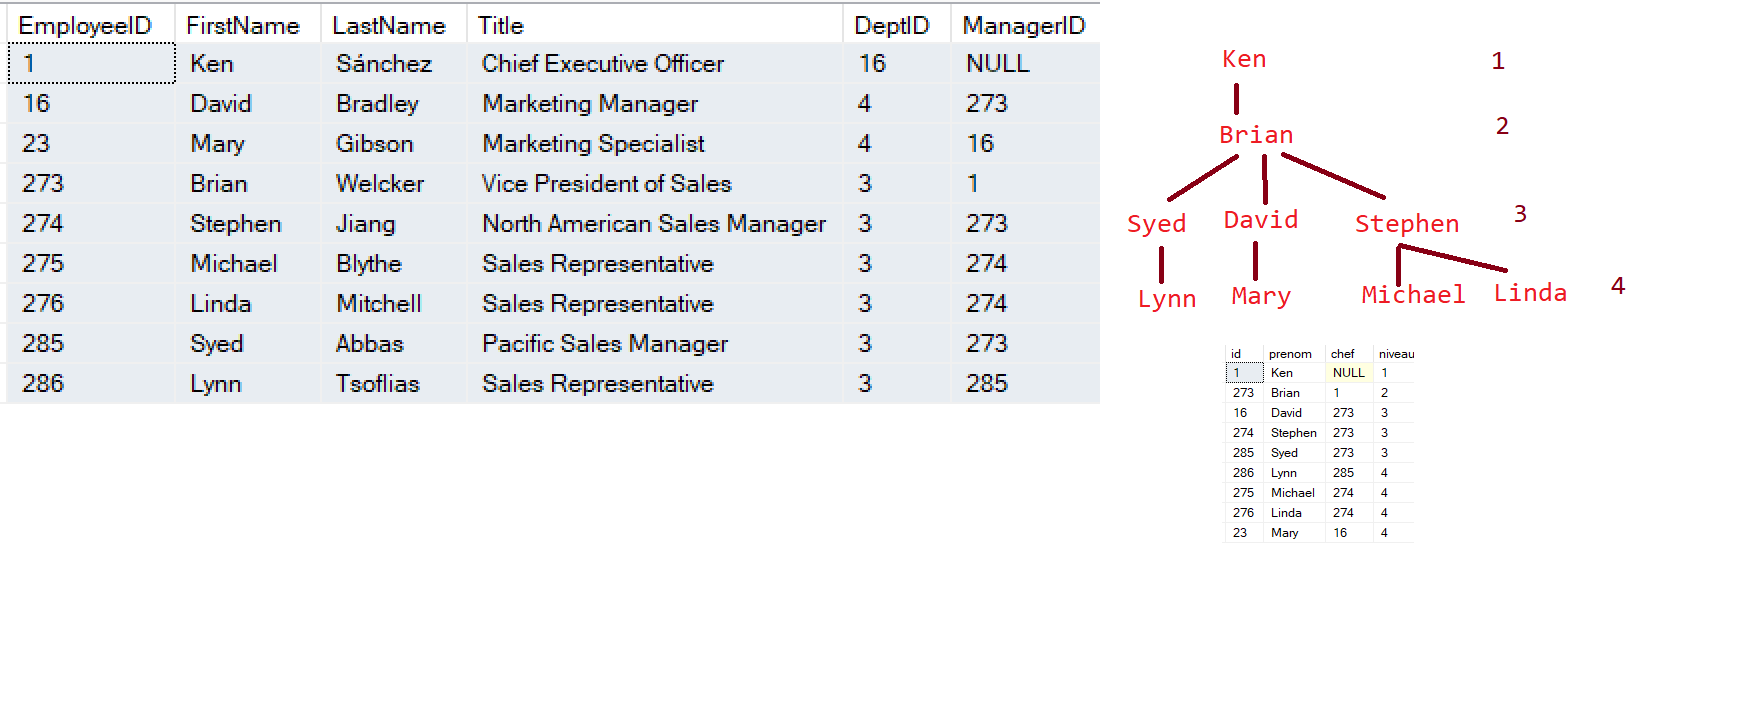 EmployeeID FirstName LastName Title DeptID ManagerID
1 Ken Sánchez Chief Executive Officer 16 NULL
16 David Bradley Marketing Manager 4 273
23 Mary Gibson Marketing Specialist 4 16
273 Brian Welcker Vice President of Sales 3 1
274 Stephen Jiang North American Sales Manager 3 273
275 Michael Blythe Sales Representative 3 274
276 Linda Mitchell Sales Representative 3 274
285 Syed Abbas Pacific Sales Manager 3 273
286 Lynn Tsoflias Sales Representative 3 285
Ken 1
Brian 2
Syed David Stephen 3
Lynn Mary Michael Linda 4
id prenom chef niveau
1 Ken NULL 1
273 Brian 1 2
16 David 273 3
274 Stephen 273 3
285 Syed 273 3
286 Lynn 285 4
275 Michael 274 4
276 Linda 274 4
23 Mary 16 4